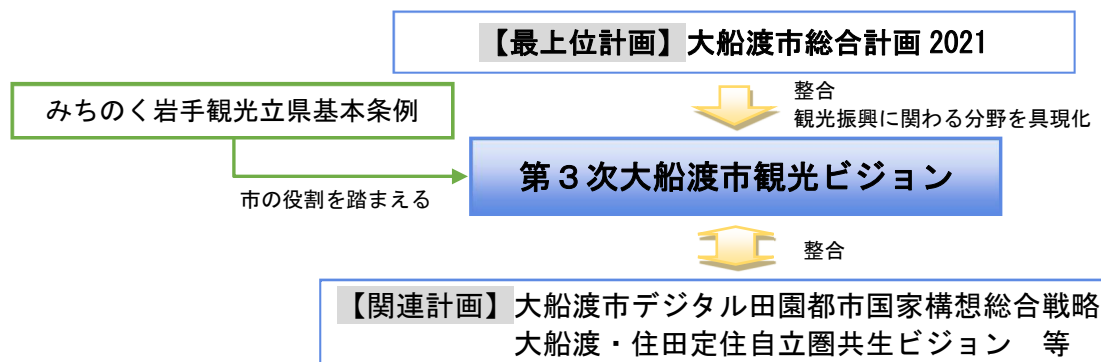 【最上位計画】大船渡市総合計画 2021
整合
観光振興に関わる分野を具現化
みちのく岩手観光立県基本条例
第3次大船渡市観光ビジョン
市の役割を踏まえる
整合
【関連計画】大船渡市デジタル田園都市国家構想総合戦略
大船渡・住田定住自立圏共生ビジョン　等